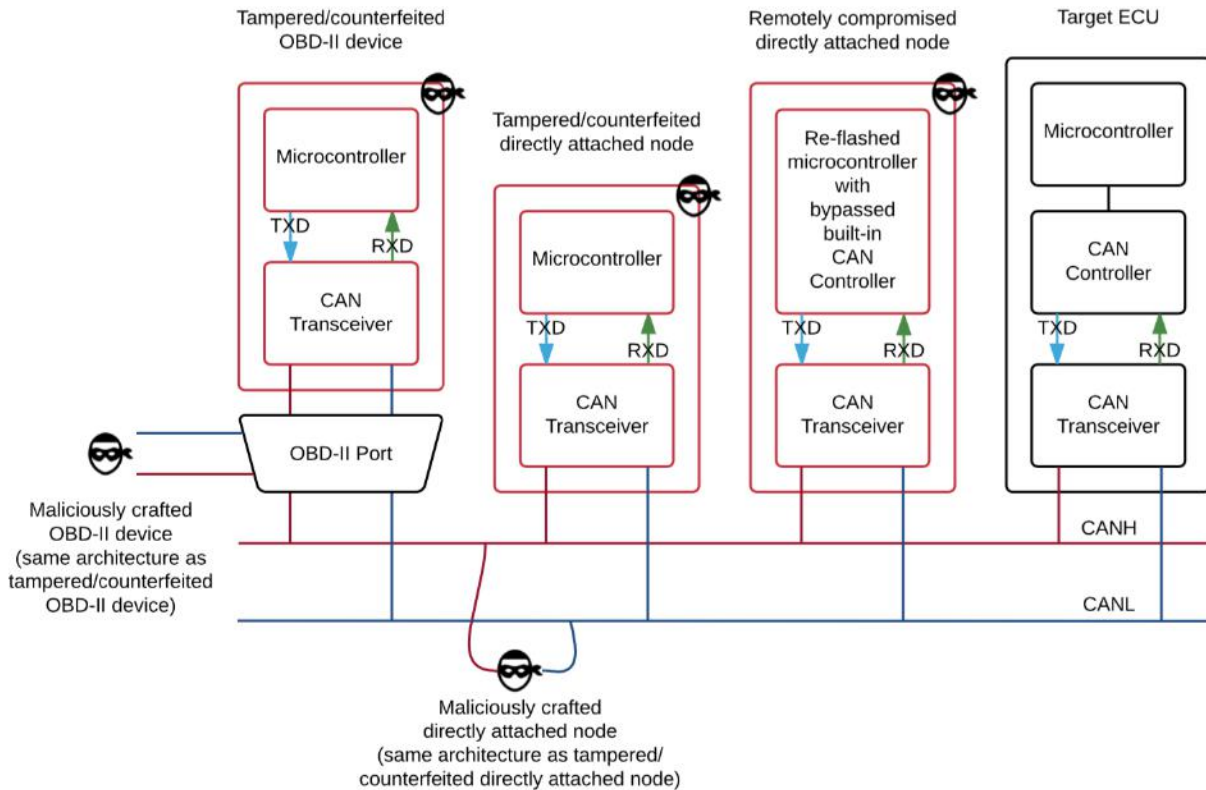 Tampered/counterfeited
OBD-II device
Microcontroller
TXD
RXD
CAN
Transceiver
OBD-II Port
Maliciously crafted
OBD-II device
(same architecture as
tampered/counterfeited
OBD-II device)
Tampered/counterfeited
directly attached node
Microcontroller
TXD
RXD
CAN
Transceiver
Remotely compromised
directly attached node
Re-flashed
microcontroller
with
bypassed
built-in
CAN
Controller
TXD
RXD
CAN
Transceiver
Target ECU
Microcontroller
CAN
Controller
TXD
RXD
CAN
Transceiver
CANH
CANL
Maliciously crafted
directly attached node
(same architecture as tampered/
counterfeited directly attached node)